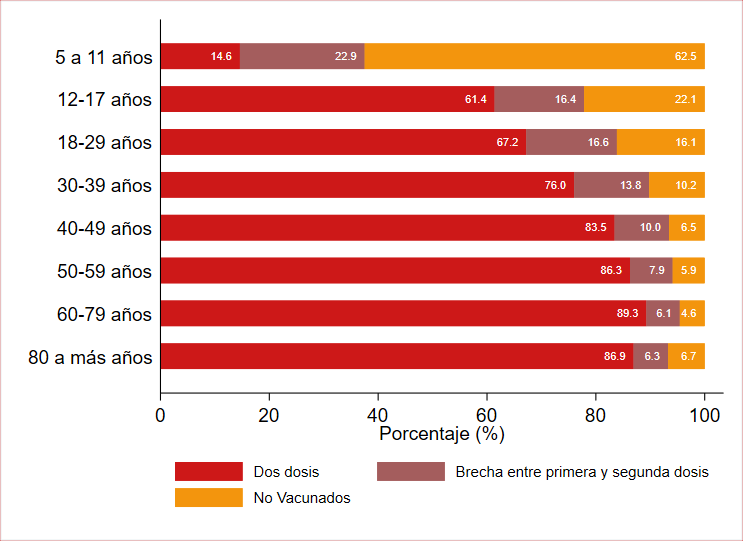 5 a 11 años 14.6 22.9 62.5
12-17 años 61.4 16.4 22.1
18-29 años 67.2 16.6 16.1
30-39 años 76.0 13.8 10.2
40-49 años 83.5 10.0 6.5
50-59 años 86.3 7.9 5.9
60-79 años 89.3 6.1 4.6
80 a más años 86.9 6.3 6.7
0 20 40 60 80 100
Porcentaje (%)
Dos dosis Brecha entre primera y segunda dosis
No Vacunados